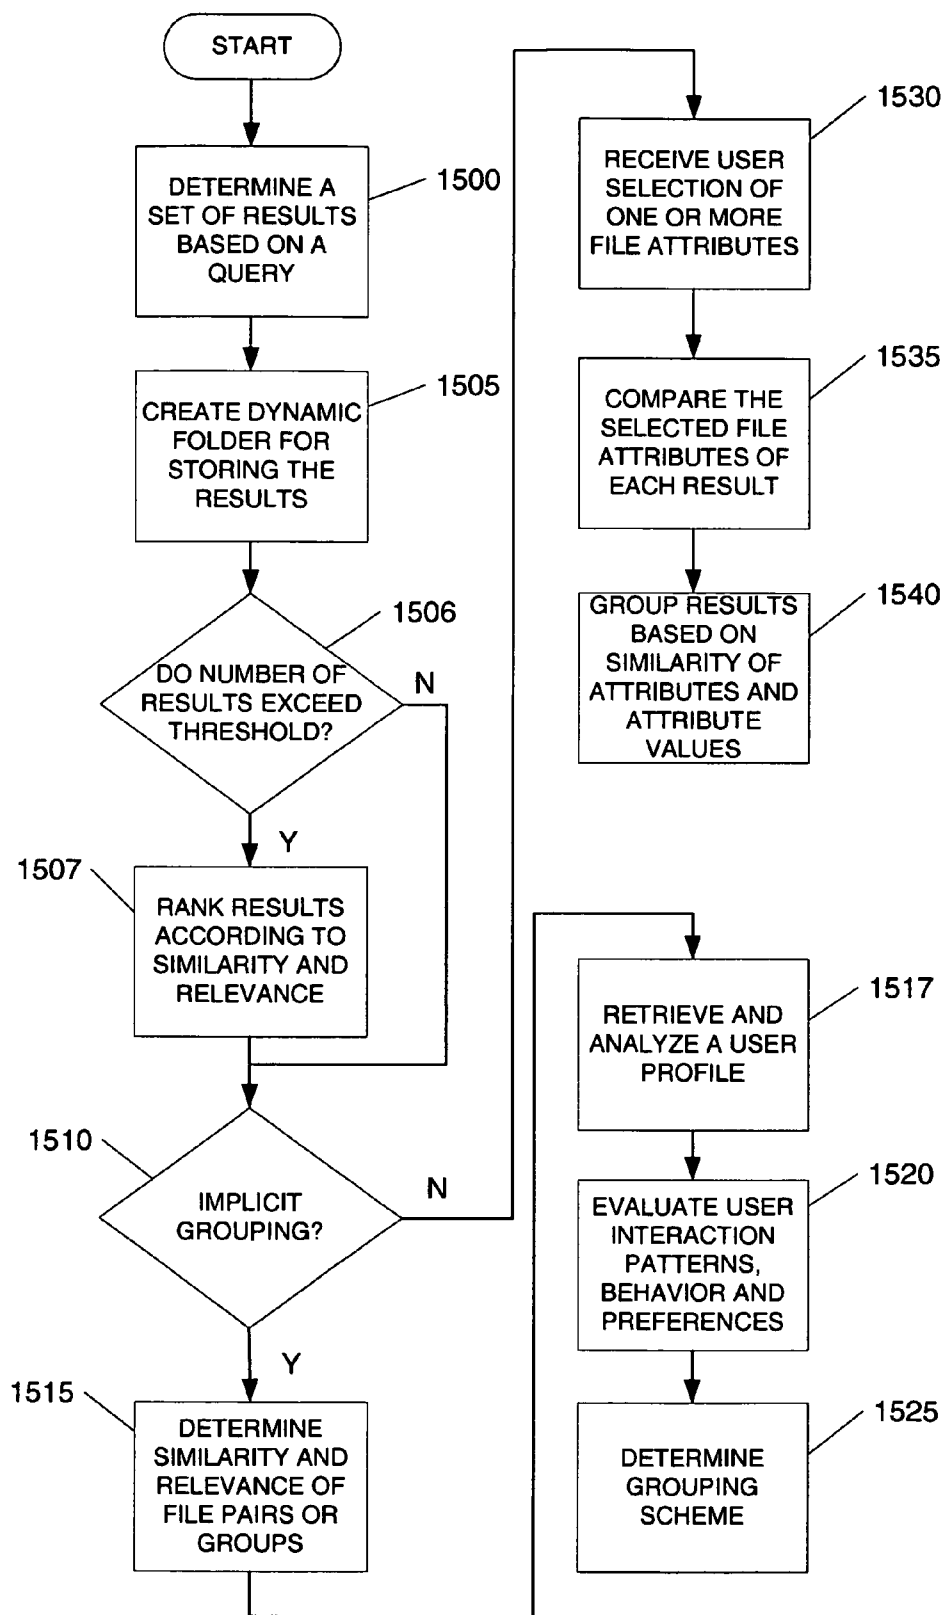 START
1500
DETERMINE A
SET OF RESULTS
BASED ON A
QUERY
1505
CREATE DYNAMIC
FOLDER FOR
STORING THE
RESULTS
1506
DO NUMBER OF
RESULTS EXCEED
THRESHOLD?
N
Y
1507
RANK RESULTS
ACCORDING TO
SIMILARITY AND
RELEVANCE
1510
IMPLICIT
GROUPING?
N
Y
1515
DETERMINE
SIMILARITY AND
RELEVANCE OF
FILE PAIRS OR
GROUPS
1530
RECEIVE USER
SELECTION OF
ONE OR MORE
FILE ATTRIBUTES
1535
COMPARE THE
SELECTED FILE
ATTRIBUTES OF
EACH RESULT
1540
GROUP RESULTS
BASED ON
SIMILARITY OF
ATTRIBUTES AND
ATTRIBUTE
VALUES
1517
RETRIEVE AND
ANALYZE A USER
PROFILE
1520
EVALUATE USER
INTERACTION
PATTERNS,
BEHAVIOR AND
PREFERENCES
1525
DETERMINE
GROUPING
SCHEME